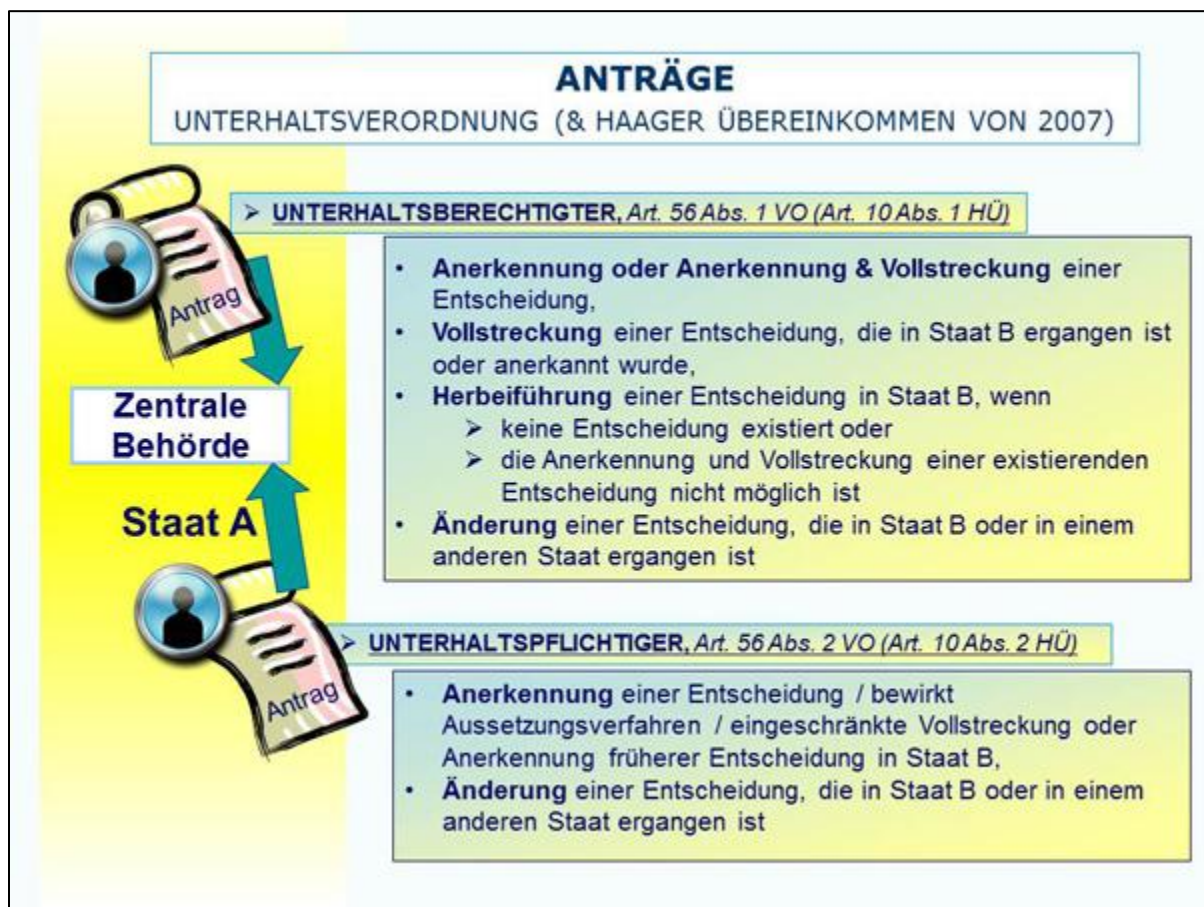 ANTRÄGE
UNTERHALTSVERORDNUNG (& HAAGER ÜBEREINKOMMEN VON 2007)
➢ UNTERHALTSBERECHTIGTER, Art. 56 Abs. 1 VO (Art. 10 Abs. 1 HÜ)
Antrag
• Anerkennung oder Anerkennung & Vollstreckung einer
Entscheidung,
• Vollstreckung einer Entscheidung, die in Staat B ergangen ist
oder anerkannt wurde,
• Herbeiführung einer Entscheidung in Staat B, wenn
➢ keine Entscheidung existiert oder
➢ die Anerkennung und Vollstreckung einer existierenden
Entscheidung nicht möglich ist
• Änderung einer Entscheidung, die in Staat B oder in einem
anderen Staat ergangen ist
Zentrale
Behörde
Staat A
➢ UNTERHALTSPFLICHTIGER, Art. 56 Abs. 2 VO (Art. 10 Abs. 2 HÜ)
Antrag
• Anerkennung einer Entscheidung / bewirkt
Aussetzungsverfahren / eingeschränkte Vollstreckung oder
Anerkennung früherer Entscheidung in Staat B,
• Änderung einer Entscheidung, die in Staat B oder in einem
anderen Staat ergangen ist